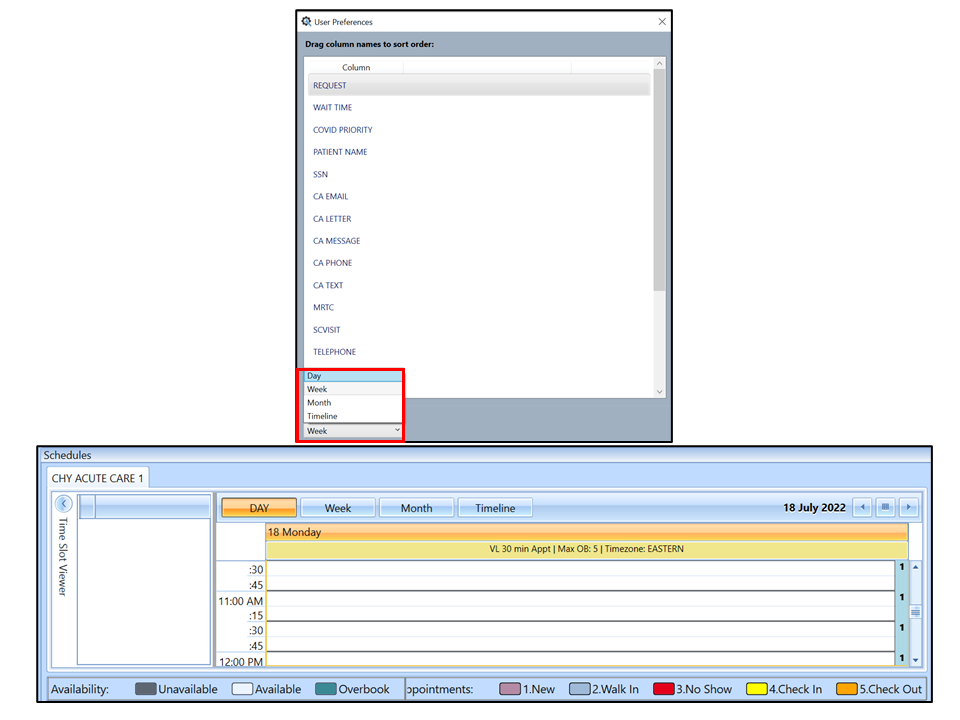 User Preferences
Drag column names to sort order:
Column
REQUEST
WAIT TIME
COVID PRIORITY
PATIENT NAME
SSN
CA EMAIL
CA LETTER
CA MESSAGE
CA PHONE
CA TEXT
MRTC
SCVISIT
TELEPHONE
Day
Week
Month
Timeline
Week
Schedules
CHY ACUTE CARE 1
Time Slot Viewer
DAY Week Month Timeline 18 July 2022
18 Monday
VL 30 min Appt | Max OB: 5 | Timezone: EASTERN
:30 1
:45
11:00 AM 1
:15
:30 1
:45
12:00 PM 1
Availability: Unavailable Available Overbook ppointments: 1.New 2.Walk In 3.No Show 4.Check In 5.Check Out